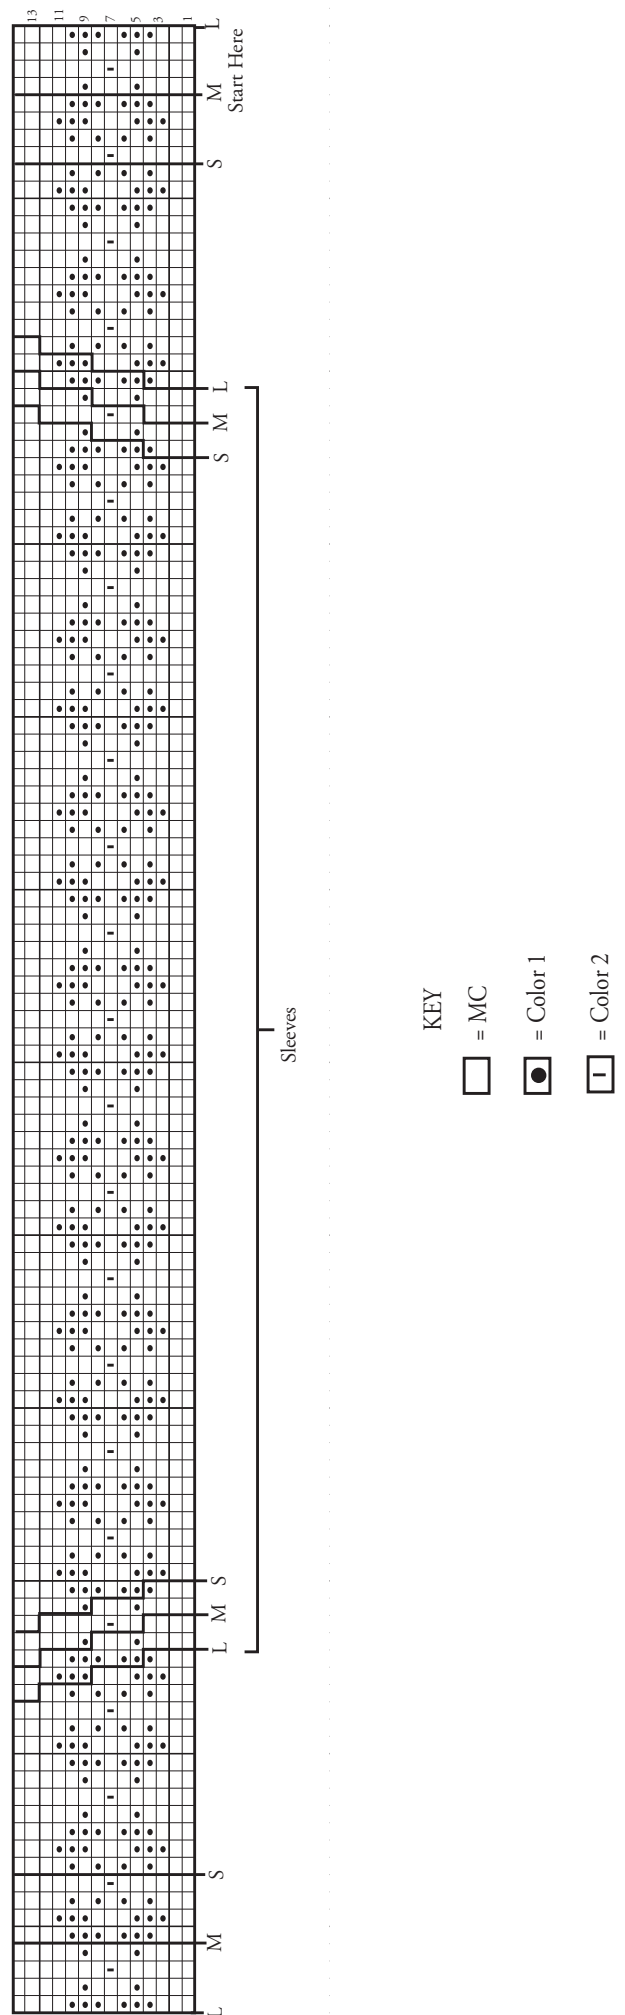 13
11
9
7
5
3
1
L
M
S
Start Here
L
M
S
Sleeves
S
M
L
S
M
L
KEY
= MC
= Color 1
= Color 2